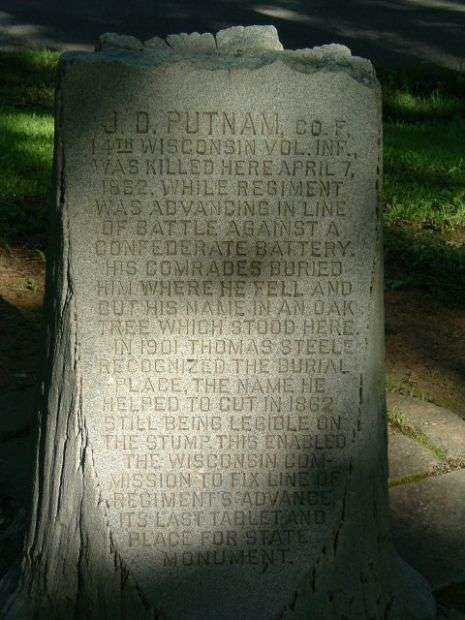 J. D. PUTNAM, CO. F,
14TH WISCONSIN VOL. INF.,
WAS KILLED HERE APRIL 7,
1862, WHILE REGIMENT
WAS ADVANCING IN LINE
OF BATTLE AGAINST A
CONFEDERATE BATTERY.
HIS COMRADES BURIED
HIM WHERE HE FELL AND
CUT HIS NAME IN AN OAK
TREE WHICH STOOD HERE.
IN 1901 THOMAS STEELE
RECOGNIZED THE BURIAL
PLACE, THE NAME HE
HELPED TO CUT IN 1862
STILL BEING LEGIBLE ON
THE STUMP. THIS ENABLED
THE WISCONSIN COM-
MISSION TO FIX LINE OF
REGIMENT'S ADVANCE,
ITS LAST TABLET AND
PLACE FOR STATE
MONUMENT.